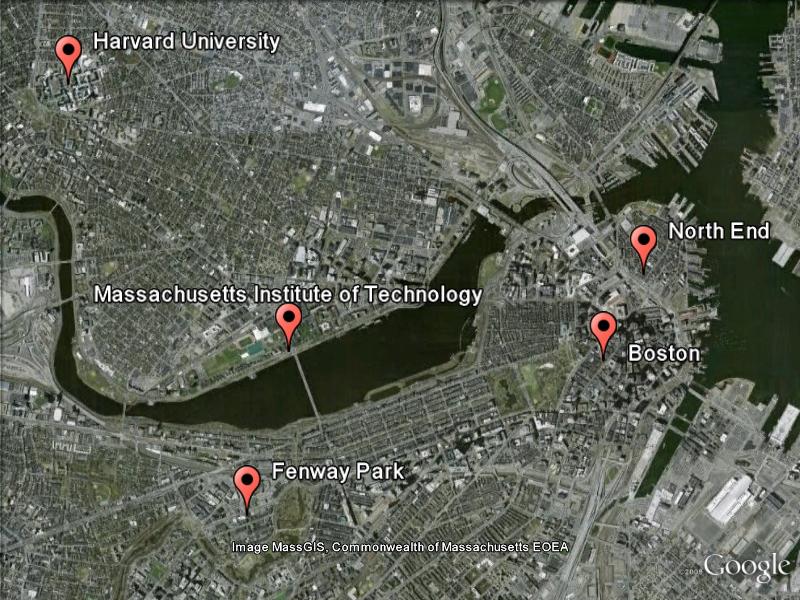 Harvard University
North End
Massachusetts Institute of Technology
Boston
Fenway Park
Image MassGIS, Commonwealth of Massachusetts EOEA
Google